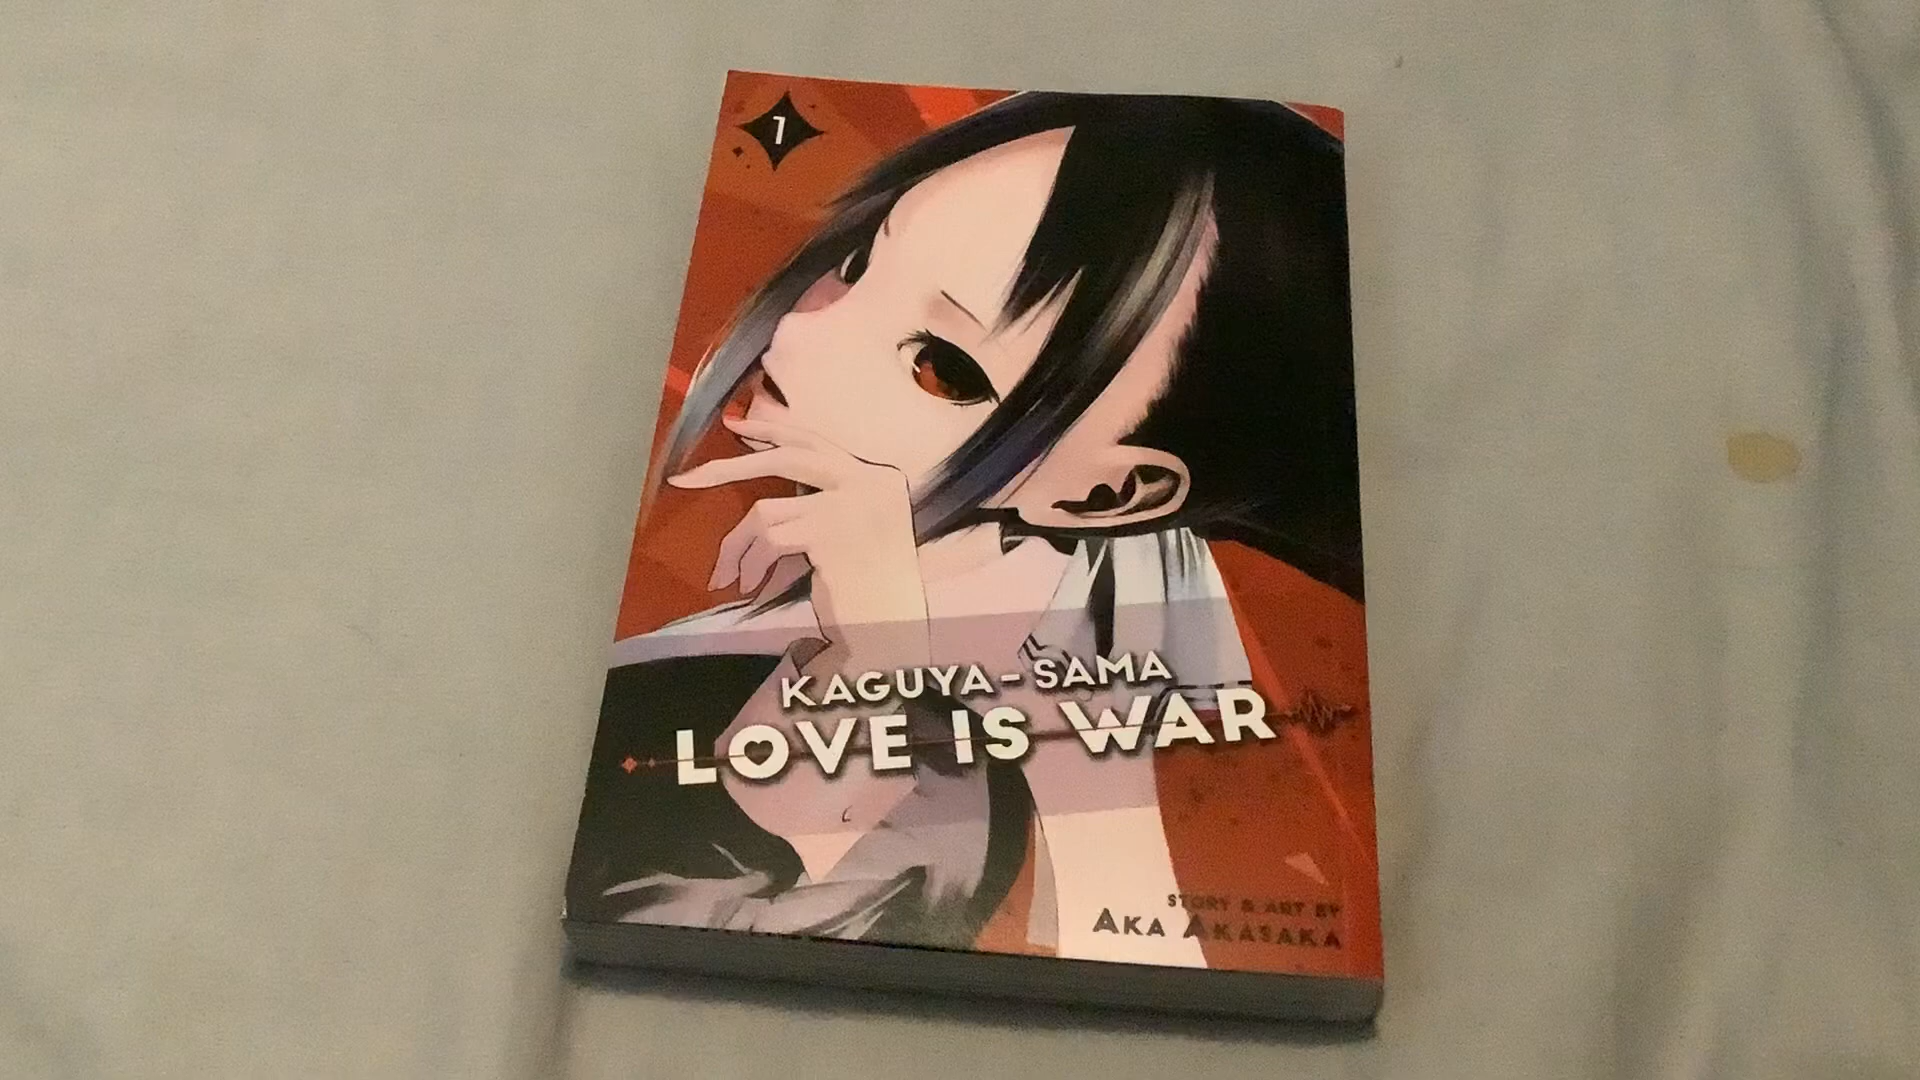 1
KAGUYA-SAMA
LOVE IS WAR
STORY & ART BY
AKA AKASAKA